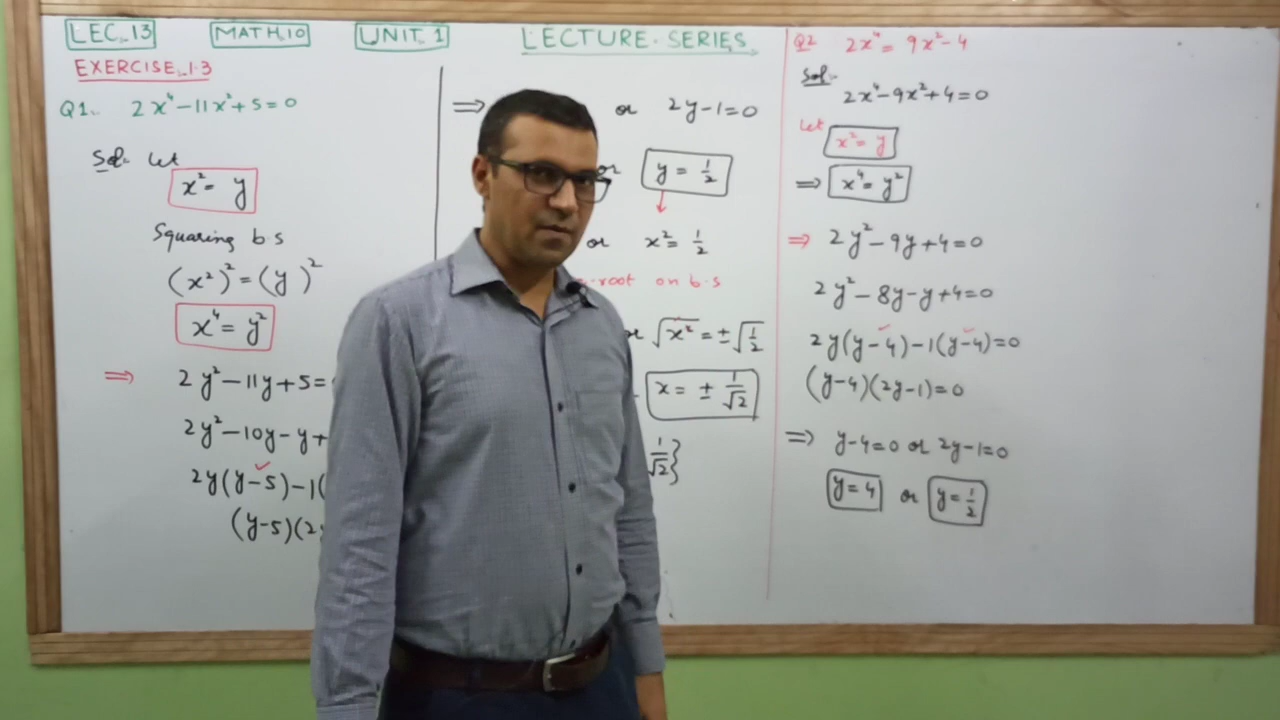 LEC.13 MATH.10 UNIT.1 LECTURE.SERIES
EXERCISE.1.3
Q1. 2x⁴-11x²+5=0
Sol. Let
x²= y
Squaring b.s
(x²)²=(y)²
x⁴=y²
⇒ 2y²-11y+5=
2y²-10y-y+
2y(y-5)-1(
(y-5)(2
⇒ or 2y-1=0
or y=1/2
or x²=1/2
root on b.s
√x²=±√1/2
x=±1/√2
1/√2}
Q2 2x⁴= 9x²-4
Sol.
2x⁴-9x²+4=0
Let
x²= y
⇒ x⁴=y²
⇒ 2y²-9y+4=0
2y²-8y-y+4=0
2y(y-4)-1(y-4)=0
(y-4)(2y-1)=0
⇒ y-4=0 or 2y-1=0
y=4 or y=1/2